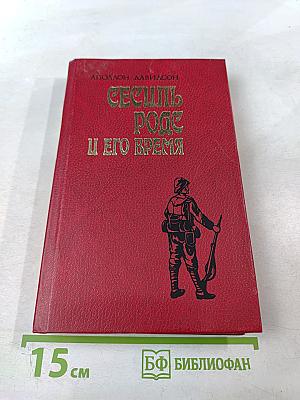 АПОЛЛОН ДАВИДСОН
СЕСИЛЬ
РОДС
И ЕГО ВРЕМЯ
15 см
БФ БИБЛИОФАН